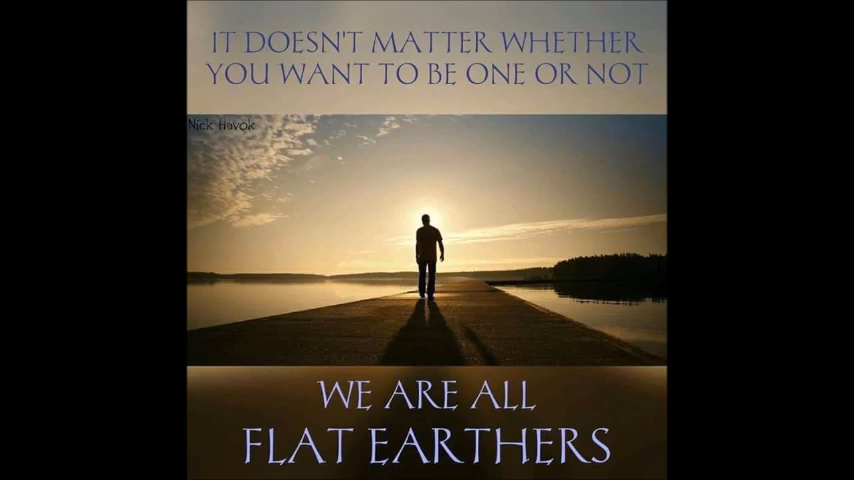 IT DOESN'T MATTER WHETHER
YOU WANT TO BE ONE OR NOT
Nick Havok
WE ARE ALL
FLAT EARTHERS